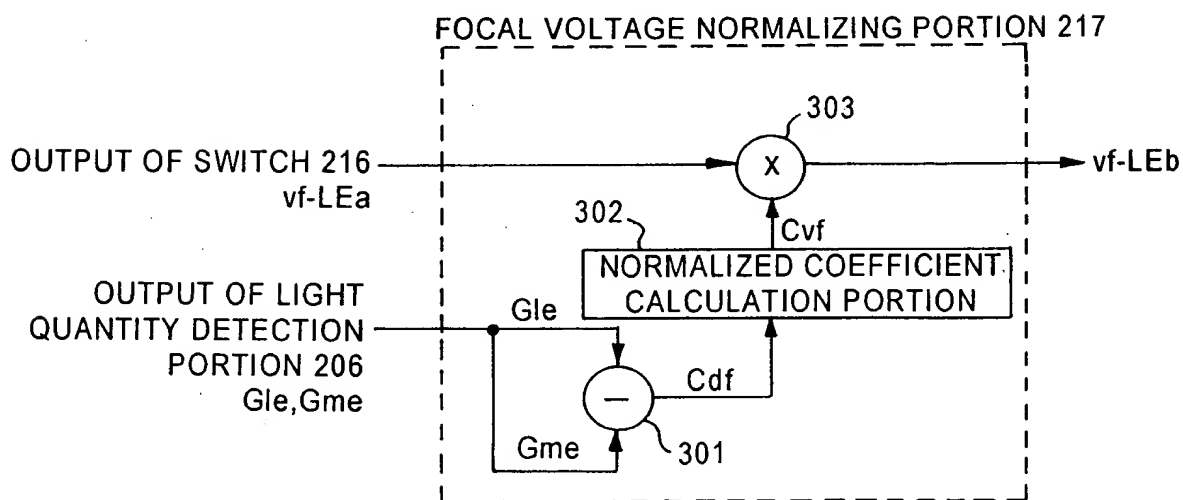 FOCAL VOLTAGE NORMALIZING PORTION 217
303
OUTPUT OF SWITCH 216
vf-LEa
X
vf-LEb
302
Cvf
NORMALIZED COEFFICIENT
CALCULATION PORTION
OUTPUT OF LIGHT
QUANTITY DETECTION
PORTION 206
Gle,Gme
Gle
Cdf
—
Gme
301